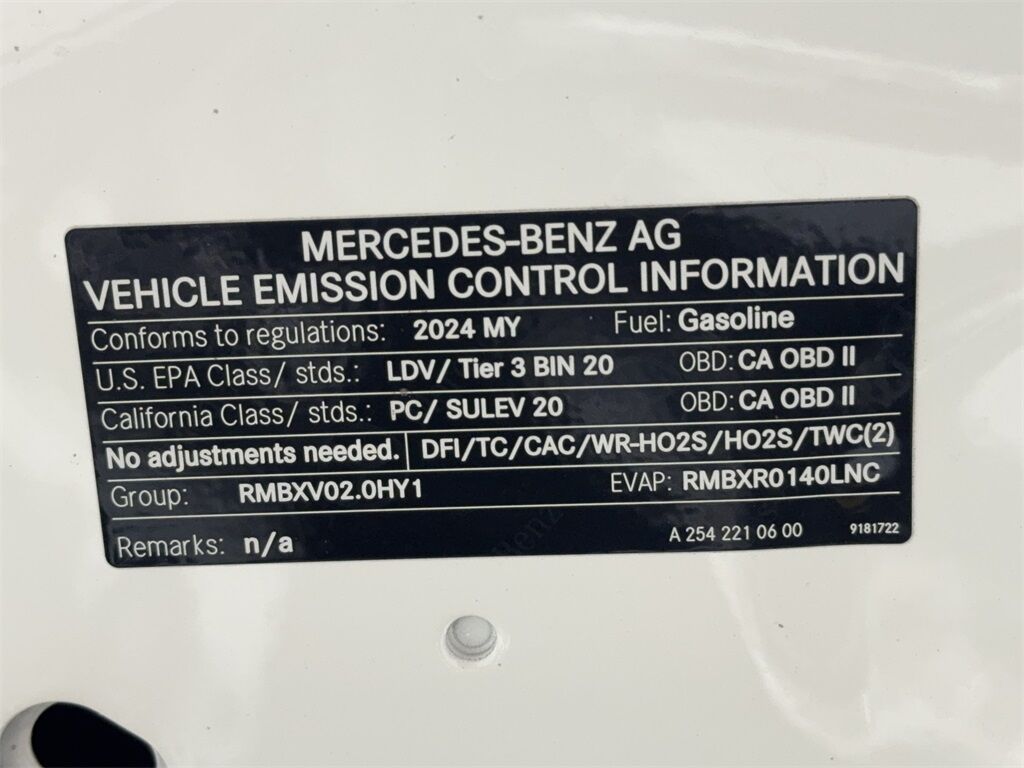 MERCEDES-BENZ AG
VEHICLE EMISSION CONTROL INFORMATION
Conforms to regulations: 2024 MY Fuel: Gasoline
U.S. EPA Class/ stds.: LDV/ Tier 3 BIN 20 OBD: CA OBD II
California Class/ stds.: PC/ SULEV 20 OBD: CA OBD II
No adjustments needed. DFI/TC/CAC/WR-HO2S/HO2S/TWC(2)
Group: RMBXV02.0HY1 EVAP: RMBXR0140LNC
Remarks: n/a A 254 221 06 00 9181722